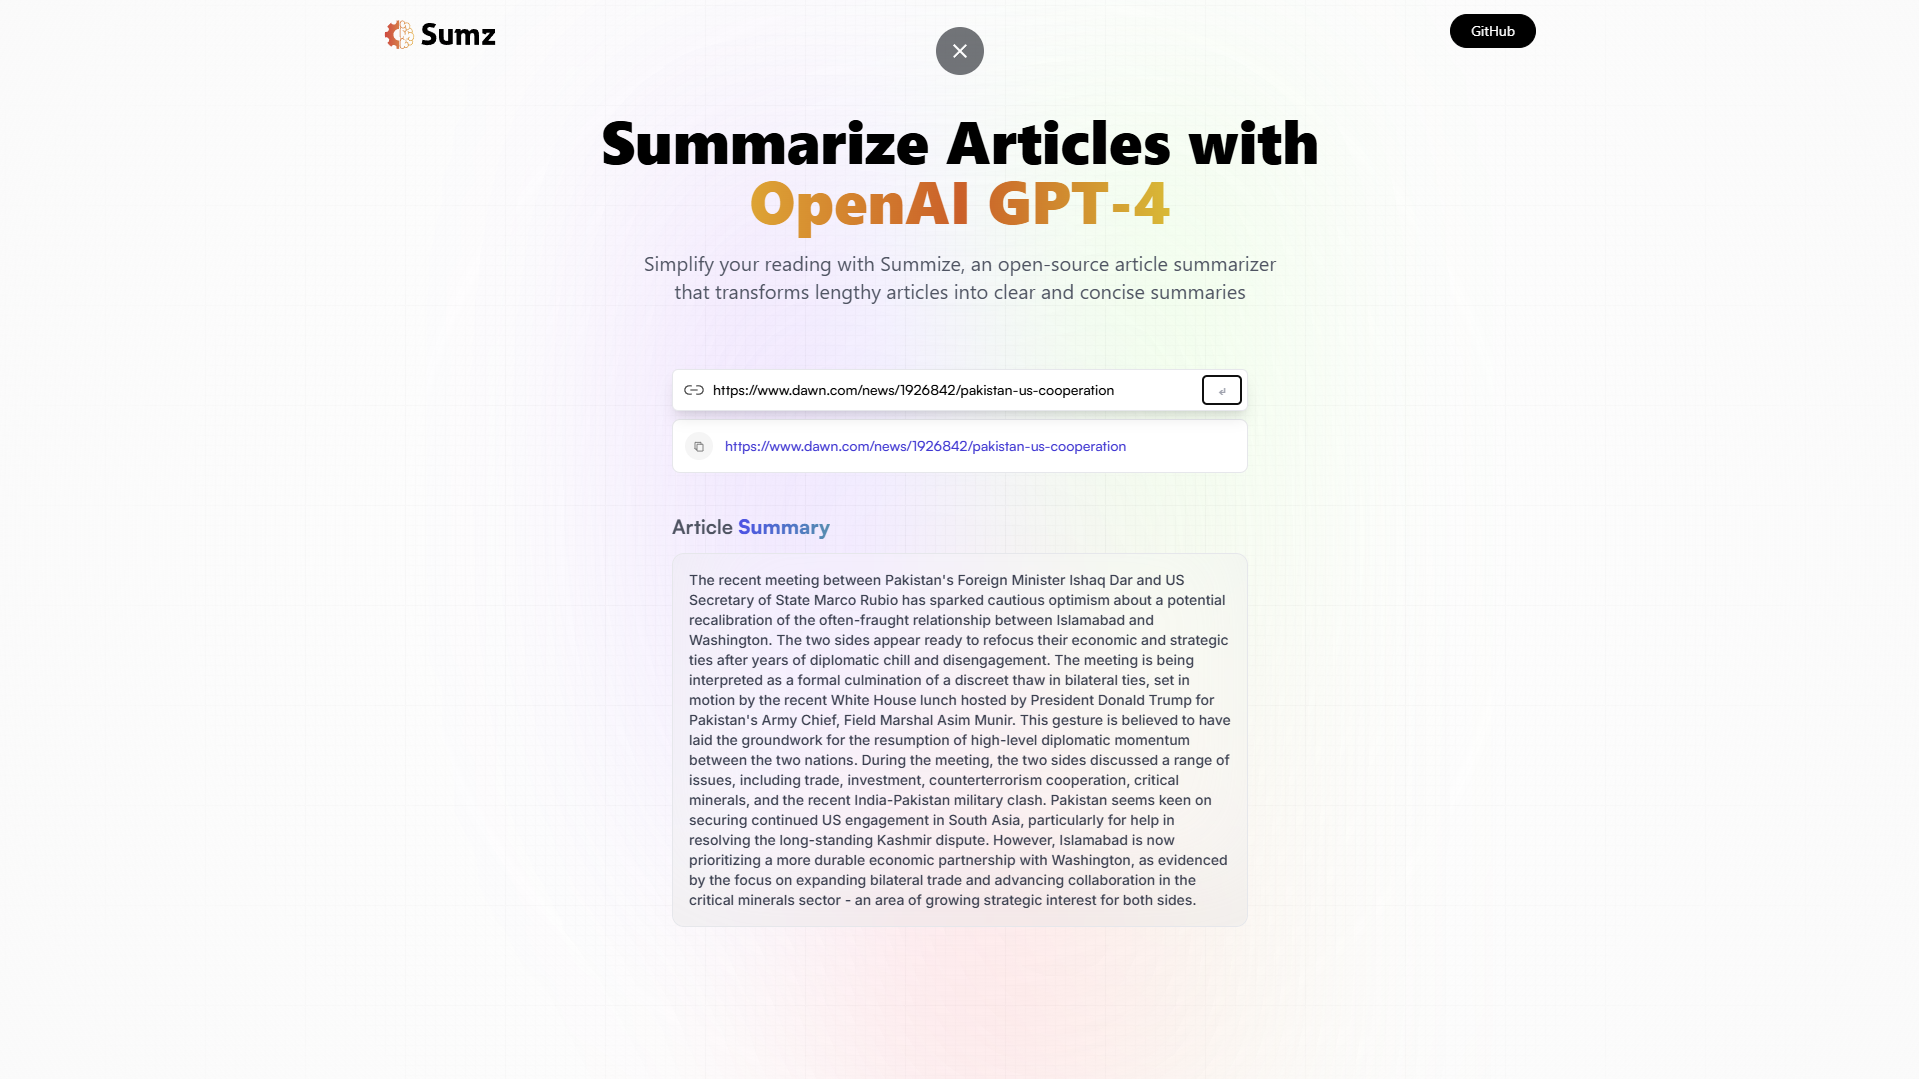 Sumz
GitHub
Summarize Articles with
OpenAI GPT-4
Simplify your reading with Summize, an open-source article summarizer
that transforms lengthy articles into clear and concise summaries
https://www.dawn.com/news/1926842/pakistan-us-cooperation
https://www.dawn.com/news/1926842/pakistan-us-cooperation
Article Summary
The recent meeting between Pakistan's Foreign Minister Ishaq Dar and US
Secretary of State Marco Rubio has sparked cautious optimism about a potential
recalibration of the often-fraught relationship between Islamabad and
Washington. The two sides appear ready to refocus their economic and strategic
ties after years of diplomatic chill and disengagement. The meeting is being
interpreted as a formal culmination of a discreet thaw in bilateral ties, set in
motion by the recent White House lunch hosted by President Donald Trump for
Pakistan's Army Chief, Field Marshal Asim Munir. This gesture is believed to have
laid the groundwork for the resumption of high-level diplomatic momentum
between the two nations. During the meeting, the two sides discussed a range of
issues, including trade, investment, counterterrorism cooperation, critical
minerals, and the recent India-Pakistan military clash. Pakistan seems keen on
securing continued US engagement in South Asia, particularly for help in
resolving the long-standing Kashmir dispute. However, Islamabad is now
prioritizing a more durable economic partnership with Washington, as evidenced
by the focus on expanding bilateral trade and advancing collaboration in the
critical minerals sector - an area of growing strategic interest for both sides.